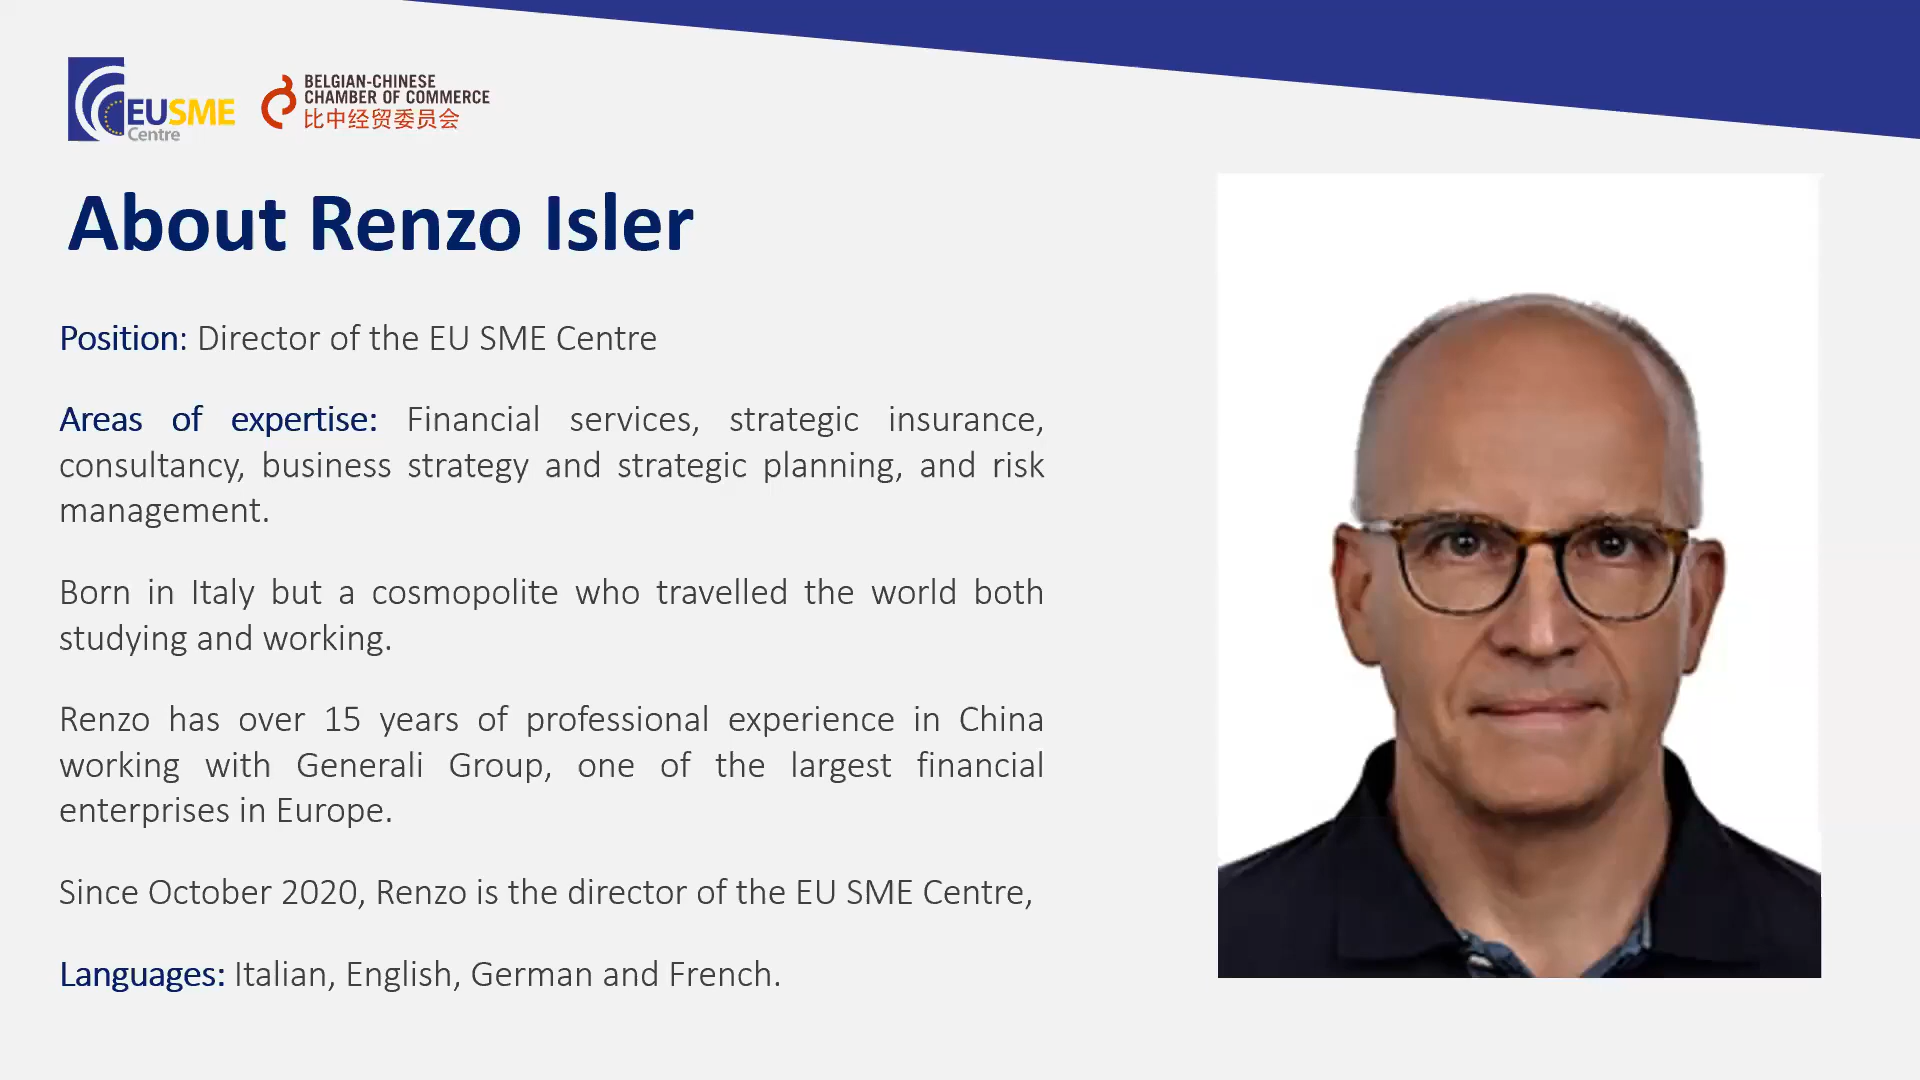 EUSME
Centre
BELGIAN-CHINESE
CHAMBER OF COMMERCE
比中经贸委员会
About Renzo Isler
Position: Director of the EU SME Centre
Areas of expertise: Financial services, strategic insurance,
consultancy, business strategy and strategic planning, and risk
management.
Born in Italy but a cosmopolite who travelled the world both
studying and working.
Renzo has over 15 years of professional experience in China
working with Generali Group, one of the largest financial
enterprises in Europe.
Since October 2020, Renzo is the director of the EU SME Centre,
Languages: Italian, English, German and French.